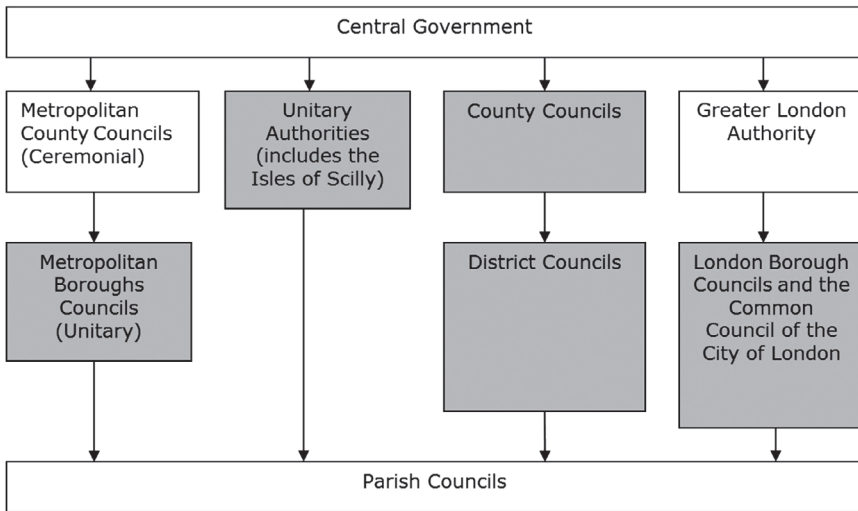 Central Government
Metropolitan
County Councils
(Ceremonial)
Unitary
Authorities
(includes the
Isles of Scilly)
County Councils
Greater London
Authority
Metropolitan
Boroughs
Councils
(Unitary)
District Councils
London Borough
Councils and the
Common
Council of the
City of London
Parish Councils